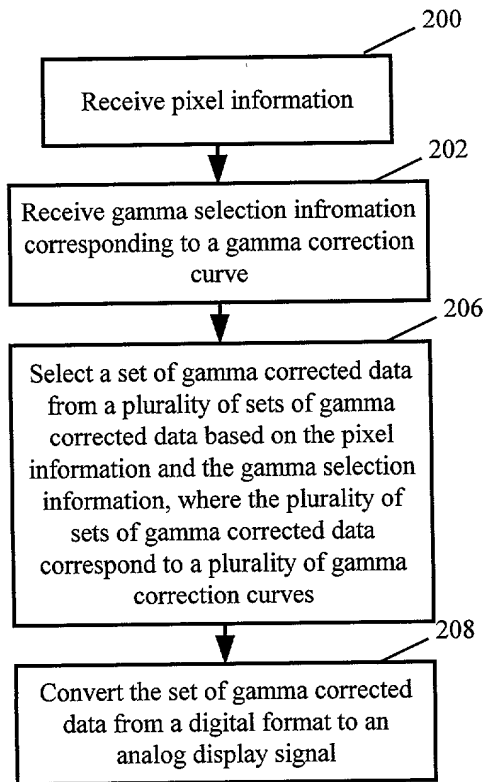 200
Receive pixel information
202
Receive gamma selection infromation
corresponding to a gamma correction
curve
206
Select a set of gamma corrected data
from a plurality of sets of gamma
corrected data based on the pixel
information and the gamma selection
information, where the plurality of
sets of gamma corrected data
correspond to a plurality of gamma
correction curves
208
Convert the set of gamma corrected
data from a digital format to an
analog display signal